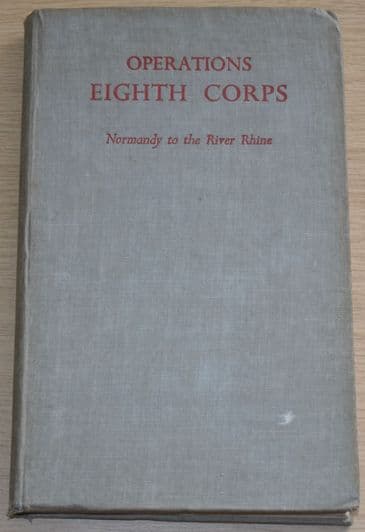 OPERATIONS
EIGHTH CORPS
Normandy to the River Rhine